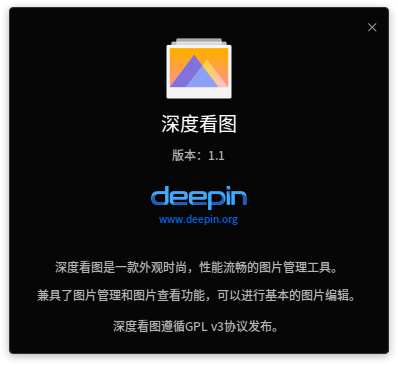 深度看图
版本：1.1
deepin
www.deepin.org
深度看图是一款外观时尚，性能流畅的图片管理工具。
兼具了图片管理和图片查看功能，可以进行基本的图片编辑。
深度看图遵循GPL v3协议发布。